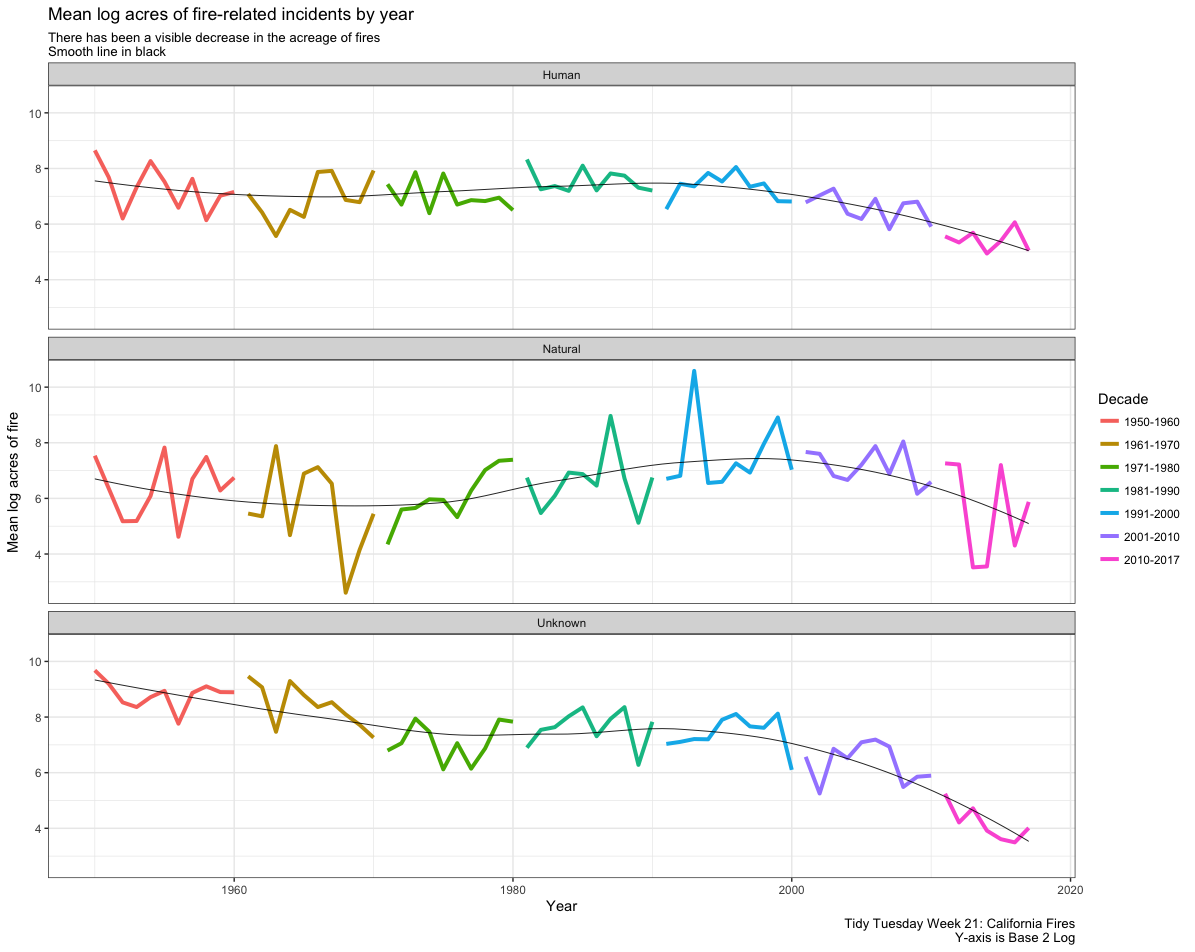 Mean log acres of fire-related incidents by year
There has been a visible decrease in the acreage of fires
Smooth line in black
Human
10
8
6
4
Natural
10
8
6
4
Unknown
10
8
6
4
Mean log acres of fire
1960
1980
2000
2020
Year
Decade
1950-1960
1961-1970
1971-1980
1981-1990
1991-2000
2001-2010
2010-2017
Tidy Tuesday Week 21: California Fires
Y-axis is Base 2 Log